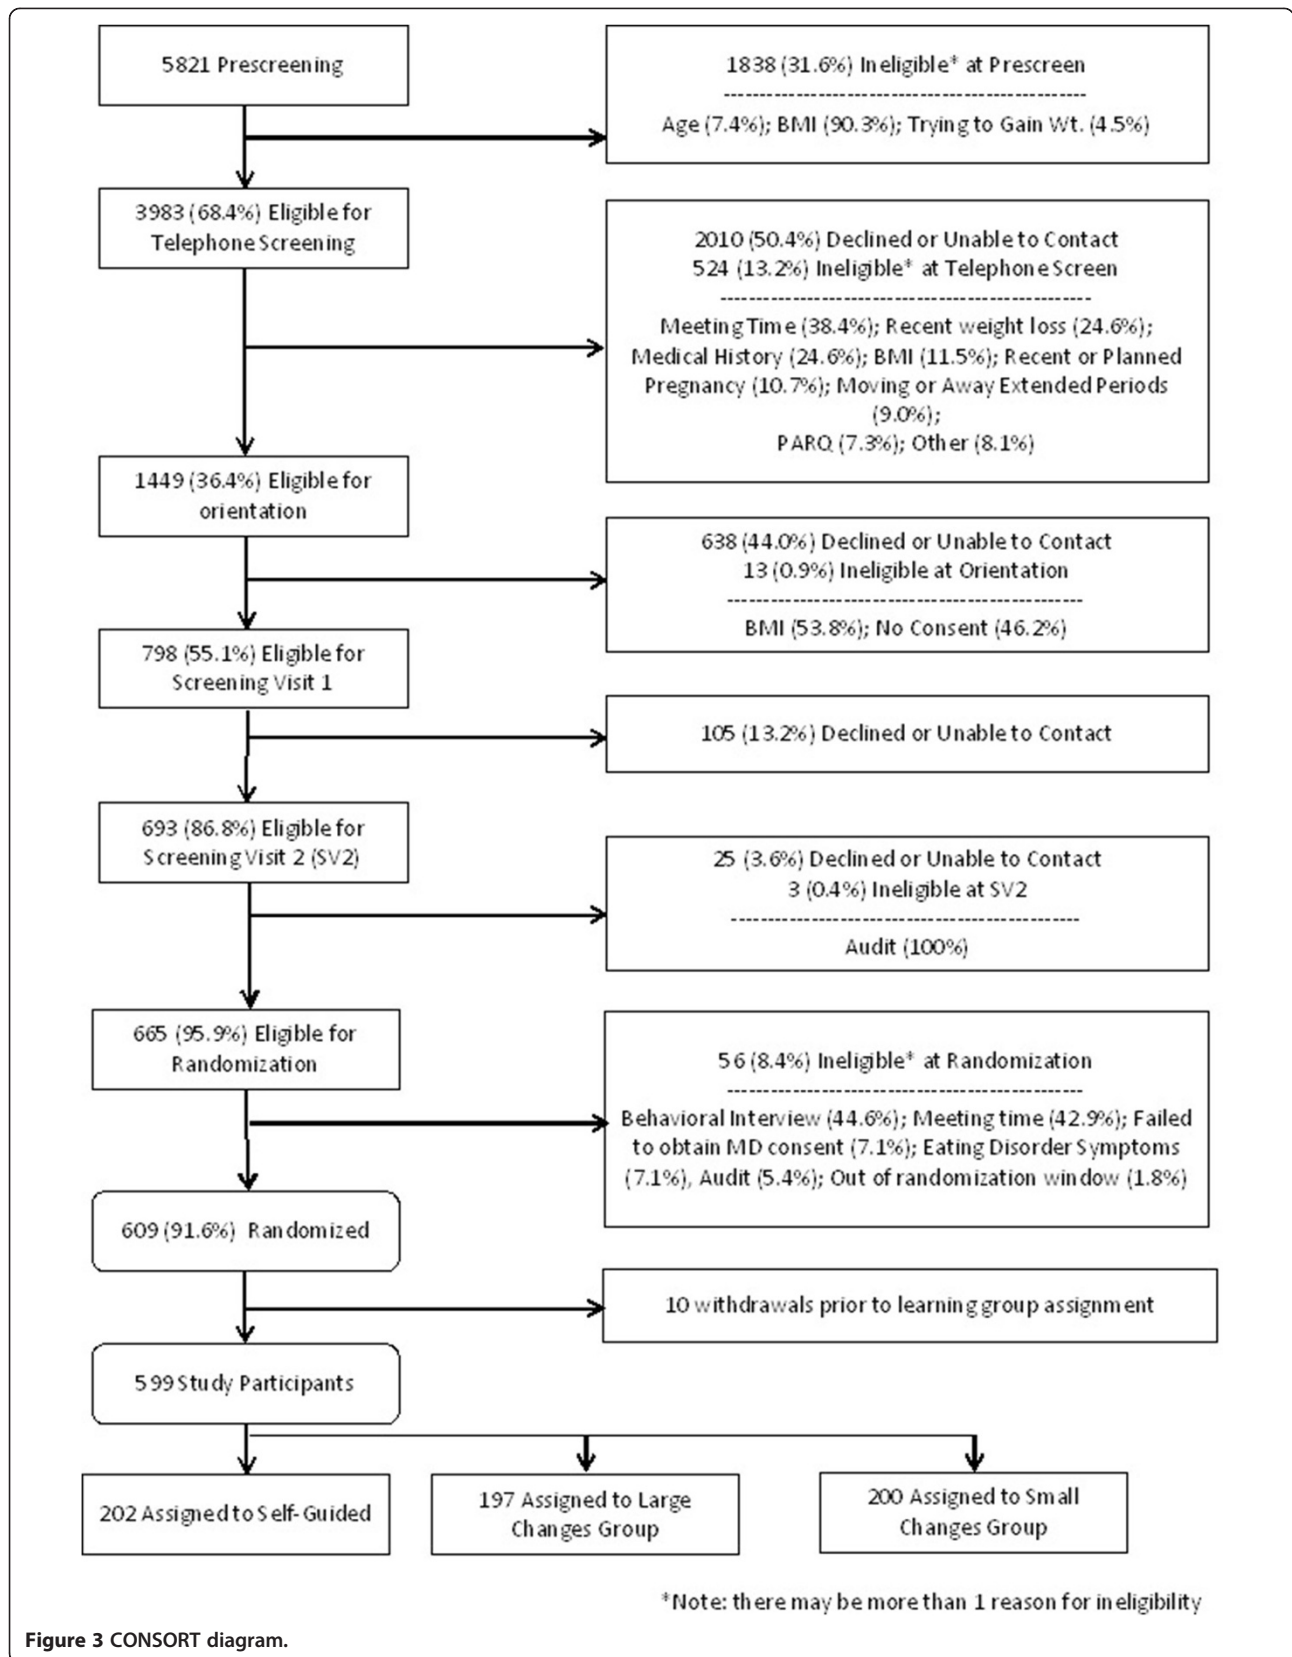 5821 Prescreening
1838 (31.6%) Ineligible* at Prescreen
--------------------------------------------------
Age (7.4%); BMI (90.3%); Trying to Gain Wt. (4.5%)
3983 (68.4%) Eligible for
Telephone Screening
2010 (50.4%) Declined or Unable to Contact
524 (13.2%) Ineligible* at Telephone Screen
--------------------------------------------------
Meeting Time (38.4%); Recent weight loss (24.6%);
Medical History (24.6%); BMI (11.5%); Recent or Planned
Pregnancy (10.7%); Moving or Away Extended Periods
(9.0%);
PARQ (7.3%); Other (8.1%)
1449 (36.4%) Eligible for
orientation
638 (44.0%) Declined or Unable to Contact
13 (0.9%) Ineligible at Orientation
--------------------------------------------------
BMI (53.8%); No Consent (46.2%)
798 (55.1%) Eligible for
Screening Visit 1
105 (13.2%) Declined or Unable to Contact
693 (86.8%) Eligible for
Screening Visit 2 (SV2)
25 (3.6%) Declined or Unable to Contact
3 (0.4%) Ineligible at SV2
--------------------------------------------------
Audit (100%)
665 (95.9%) Eligible for
Randomization
56 (8.4%) Ineligible* at Randomization
--------------------------------------------------
Behavioral Interview (44.6%); Meeting time (42.9%); Failed
to obtain MD consent (7.1%); Eating Disorder Symptoms
(7.1%), Audit (5.4%); Out of randomization window (1.8%)
609 (91.6%) Randomized
10 withdrawals prior to learning group assignment
599 Study Participants
202 Assigned to Self-Guided
197 Assigned to Large
Changes Group
200 Assigned to Small
Changes Group
*Note: there may be more than 1 reason for ineligibility
Figure 3 CONSORT diagram.